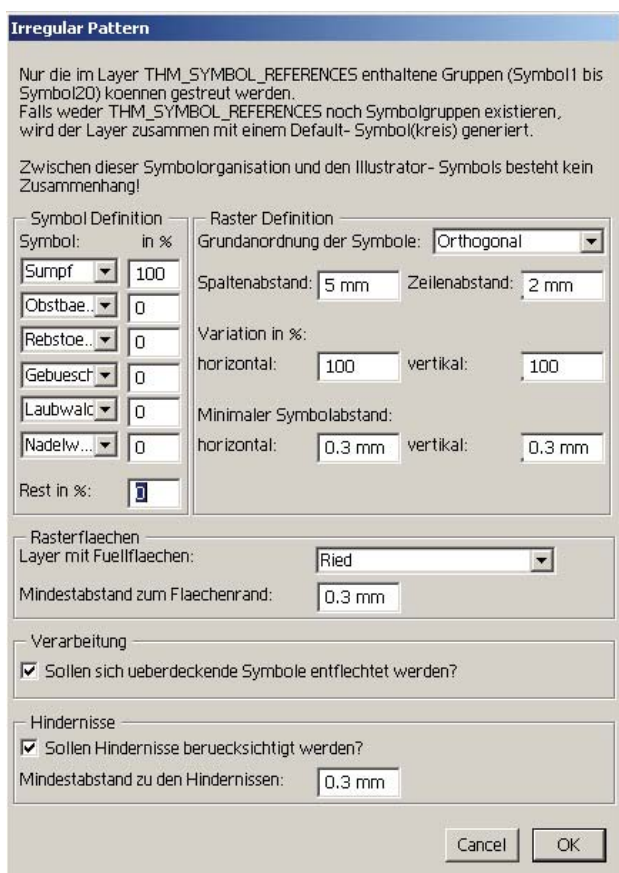 Irregular Pattern
Nur die im Layer THM_SYMBOL_REFERENCES enthaltene Gruppen (Symbol1 bis
Symbol20) koennen gestreut werden.
Falls weder THM_SYMBOL_REFERENCES noch Symbolgruppen existieren,
wird der Layer zusammen mit einem Default- Symbol(kreis) generiert.
Zwischen dieser Symbolorganisation und den Illustrator- Symbols besteht kein
Zusammenhang!
Symbol Definition
Symbol: in %
Sumpf 100
Obstbae... 0
Rebstoe... 0
Gebuesch 0
Laubwald 0
Nadelw... 0
Rest in %: 0
Raster Definition
Grundanordnung der Symbole: Orthogonal
Spaltenabstand: 5 mm Zeilenabstand: 2 mm
Variation in %:
horizontal: 100 vertikal: 100
Minimaler Symbolabstand:
horizontal: 0.3 mm vertikal: 0.3 mm
Rasterflaechen
Layer mit Fuellflaechen: Ried
Mindestabstand zum Flaechenrand: 0.3 mm
Verarbeitung
Sollen sich ueberdeckende Symbole entflechtet werden?
Hindernisse
Sollen Hindernisse beruecksichtigt werden?
Mindestabstand zu den Hindernissen: 0.3 mm
Cancel OK